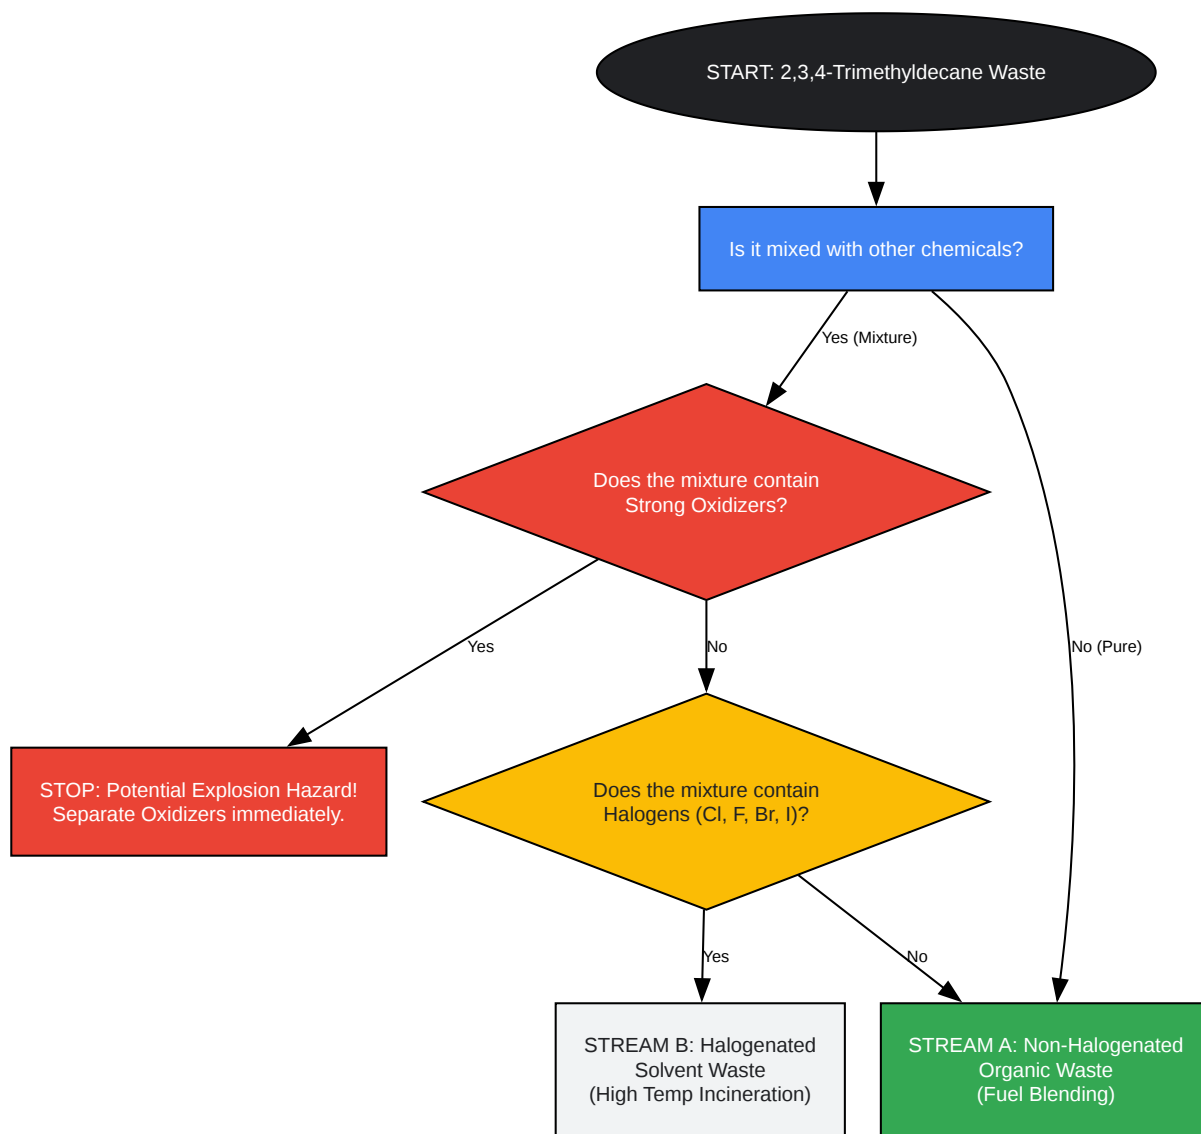 START: 2,3,4-Trimethyldecane Waste
Is it mixed with other chemicals?
Yes (Mixture)
Does the mixture contain
Strong Oxidizers?
Yes
No
No (Pure)
STOP: Potential Explosion Hazard!
Separate Oxidizers immediately.
Does the mixture contain
Halogens (Cl, F, Br, I)?
Yes
No
STREAM B: Halogenated
Solvent Waste
(High Temp Incineration)
STREAM A: Non-Halogenated
Organic Waste
(Fuel Blending)